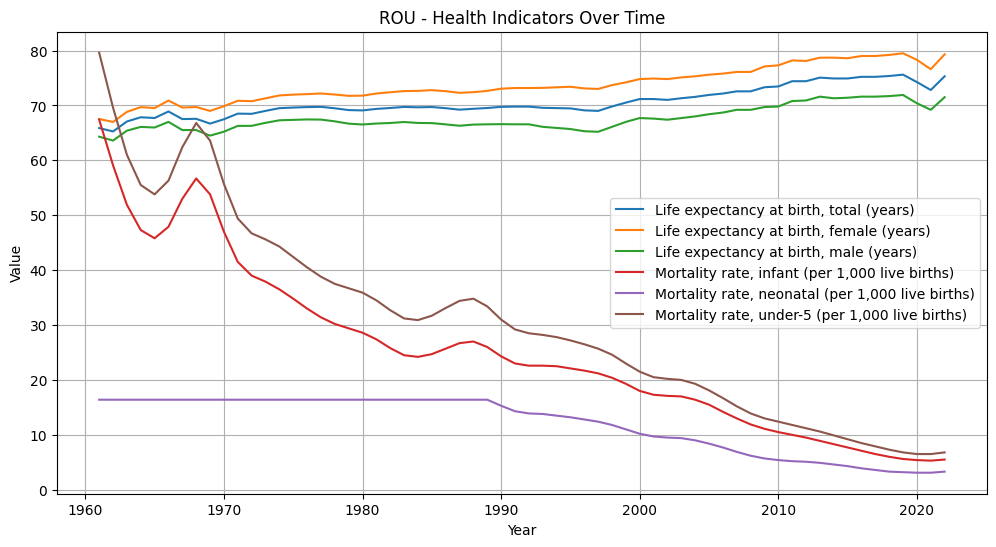 ROU - Health Indicators Over Time
80
70
60
50
40
30
20
10
0
Value
Life expectancy at birth, total (years)
Life expectancy at birth, female (years)
Life expectancy at birth, male (years)
Mortality rate, infant (per 1,000 live births)
Mortality rate, neonatal (per 1,000 live births)
Mortality rate, under-5 (per 1,000 live births)
1960 1970 1980 1990 2000 2010 2020
Year